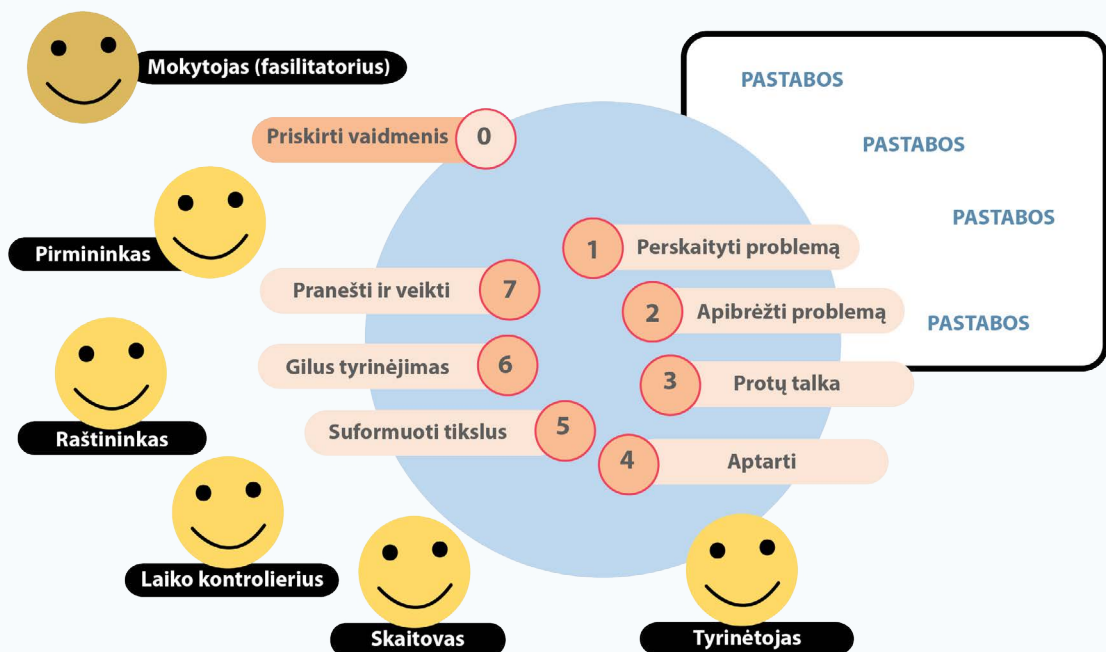 Mokytojas (fasilitatorius)
PASTABOS
PASTABOS
PASTABOS
PASTABOS
Priskirti vaidmenis 0
Pirmininkas
1 Perskaityti problemą
2 Apibrėžti problemą
3 Protų talka
4 Aptarti
Suformuoti tikslus 5
Gilus tyrinėjimas 6
Pranešti ir veikti 7
Raštininkas
Laiko kontrolierius
Skaitovas
Tyrinėtojas